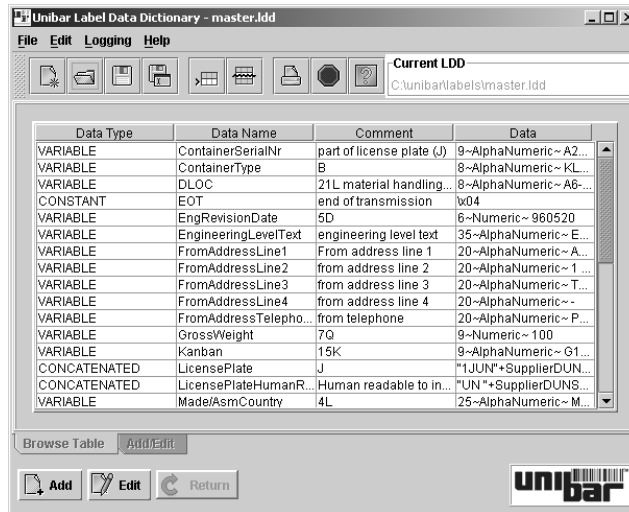 Unibar Label Data Dictionary - master.ldd
File Edit Logging Help
Current LDD
C:\unibar\labels\master.ldd
Data Type Data Name Comment Data
VARIABLE ContainerSerialNr part of license plate (J) 9~AlphaNumeric~ A2...
VARIABLE ContainerType B 8~AlphaNumeric~ KL...
VARIABLE DLOC 21L material handling... 8~AlphaNumeric~ A6-...
CONSTANT EOT end of transmission \x04
VARIABLE EngRevisionDate 5D 6~Numeric~ 960520
VARIABLE EngineeringLevelText engineering level text 35~AlphaNumeric~ E...
VARIABLE FromAddressLine1 From address line 1 20~AlphaNumeric~ A...
VARIABLE FromAddressLine2 from address line 2 20~AlphaNumeric~ 1 ...
VARIABLE FromAddressLine3 from address line 3 20~AlphaNumeric~ T...
VARIABLE FromAddressLine4 from address line 4 20~AlphaNumeric~ -
VARIABLE FromAddressTelepho... from telephone 20~AlphaNumeric~ P...
VARIABLE GrossWeight 7Q 9~Numeric~ 100
VARIABLE Kanban 15K 9~AlphaNumeric~ G1...
CONCATENATED LicensePlate J "1JUN"+SupplierDUN...
CONCATENATED LicensePlateHumanR... Human readable to in... "UN "+SupplierDUNS...
VARIABLE Made/AsmCountry 4L 25~AlphaNumeric~ M...
Browse Table Add/Edit
Add Edit Return
unibar